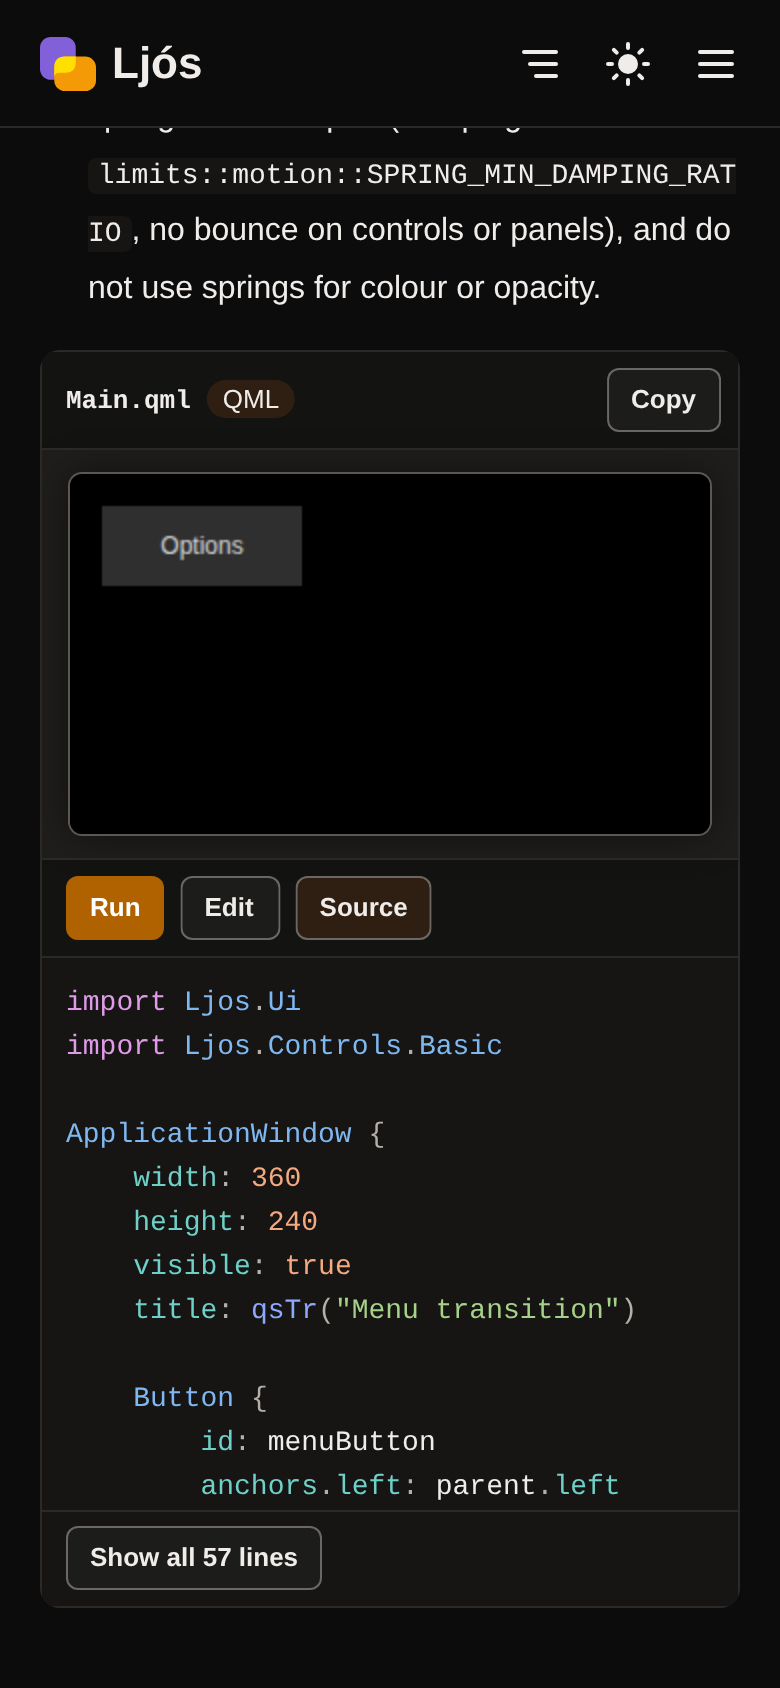 Ljós
limits::motion::SPRING_MIN_DAMPING_RAT
IO, no bounce on controls or panels), and do
not use springs for colour or opacity.
Main.qml QML Copy
Options
Run Edit Source
import Ljos.Ui
import Ljos.Controls.Basic
ApplicationWindow {
    width: 360
    height: 240
    visible: true
    title: qsTr("Menu transition")
    Button {
        id: menuButton
        anchors.left: parent.left
Show all 57 lines